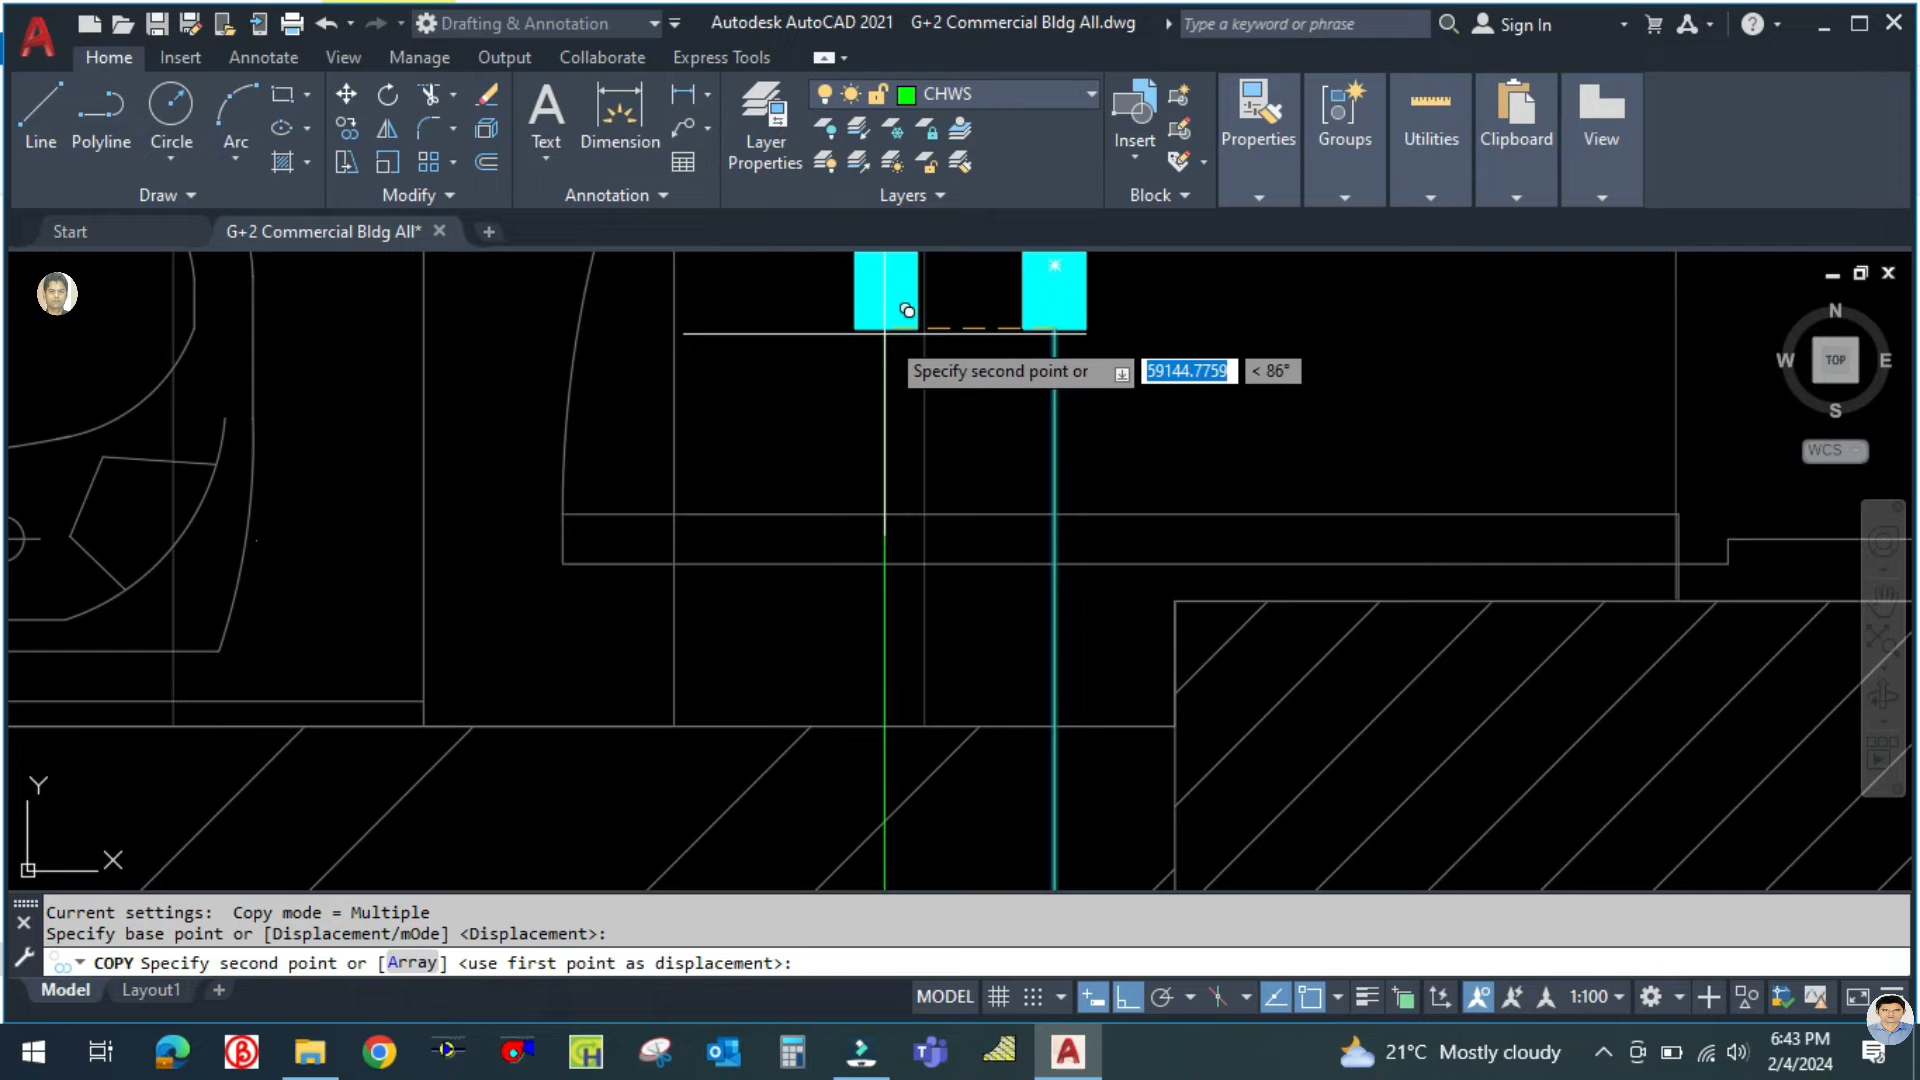 Drafting & Annotation
Autodesk AutoCAD 2021 G+2 Commercial Bldg All.dwg
Type a keyword or phrase
Sign In
Home Insert Annotate View Manage Output Collaborate Express Tools
CHWS
Line Polyline Circle Arc
Text Dimension
Layer Properties
Insert
Properties Groups Utilities Clipboard View
Draw Modify Annotation Layers Block
Start G+2 Commercial Bldg All*
N
W TOP E
S
WCS
Specify second point or 59144.7759 < 86°
Y
X
Current settings: Copy mode = Multiple
Specify base point or [Displacement/mOde] <Displacement>:
COPY Specify second point or [Array] <use first point as displacement>:
Model Layout1
MODEL 1:100
21°C Mostly cloudy
6:43 PM
2/4/2024